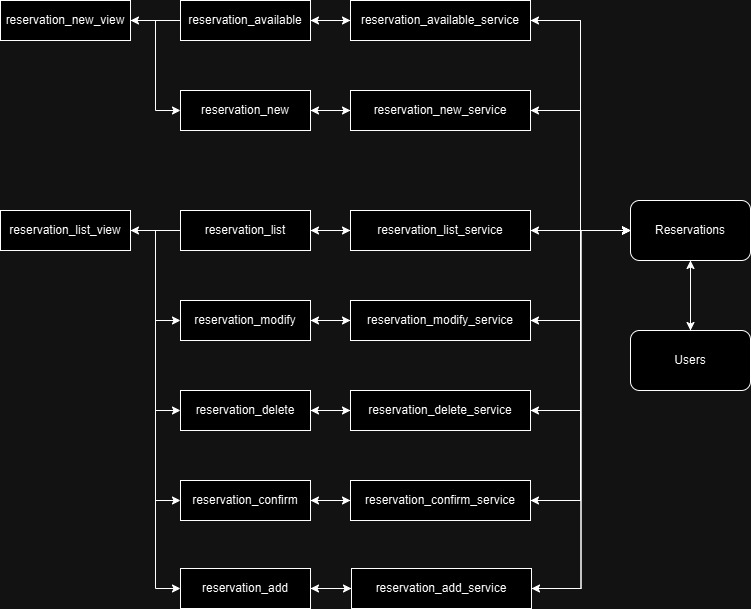 reservation_new_view
reservation_available
reservation_available_service
reservation_new
reservation_new_service
reservation_list_view
reservation_list
reservation_list_service
Reservations
reservation_modify
reservation_modify_service
Users
reservation_delete
reservation_delete_service
reservation_confirm
reservation_confirm_service
reservation_add
reservation_add_service